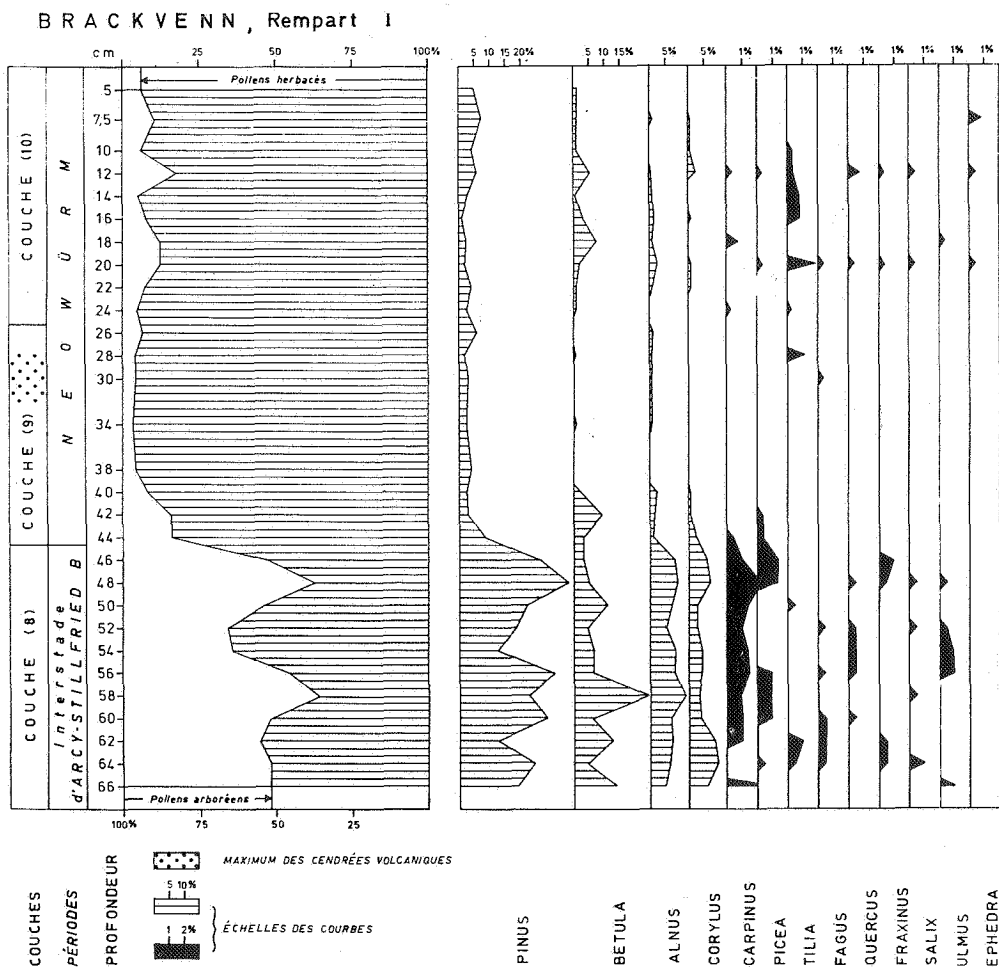 BRACKVENN, Rempart I
cm 25 50 75 100% 5 10 15 20% 5 10 15% 5% 5% 1% 1% 1% 1% 1% 1% 1% 1% 1%
Pollens herbacés
5
7,5
10
12
14
16
18
20
22
24
26
28
30
34
38
40
42
44
46
48
50
52
54
56
58
60
62
64
66
COUCHE (10)
COUCHE (9)
COUCHE (8)
NEOWÜRM
Interstade
d'ARCY-STILLFRIED B
Pollens arboréens
100% 75 50 25
COUCHES
PÉRIODES
PROFONDEUR
MAXIMUM DES CENDRÉES VOLCANIQUES
5 10%
ÉCHELLES DES COURBES
1 2%
PINUS
BETULA
ALNUS
CORYLUS
CARPINUS
PICEA
TILIA
FAGUS
QUERCUS
FRAXINUS
SALIX
ULMUS
EPHEDRA